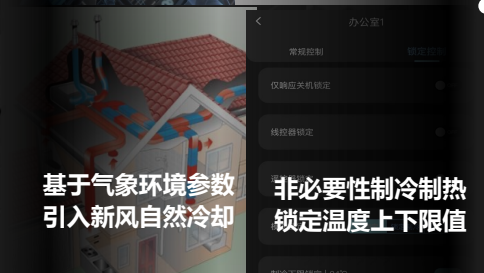 办公室1
常规控制
锁定控制
仅响应关机锁定
线控器锁定
基于气象环境参数
引入新风自然冷却
非必要性制冷制热
锁定温度上下限值